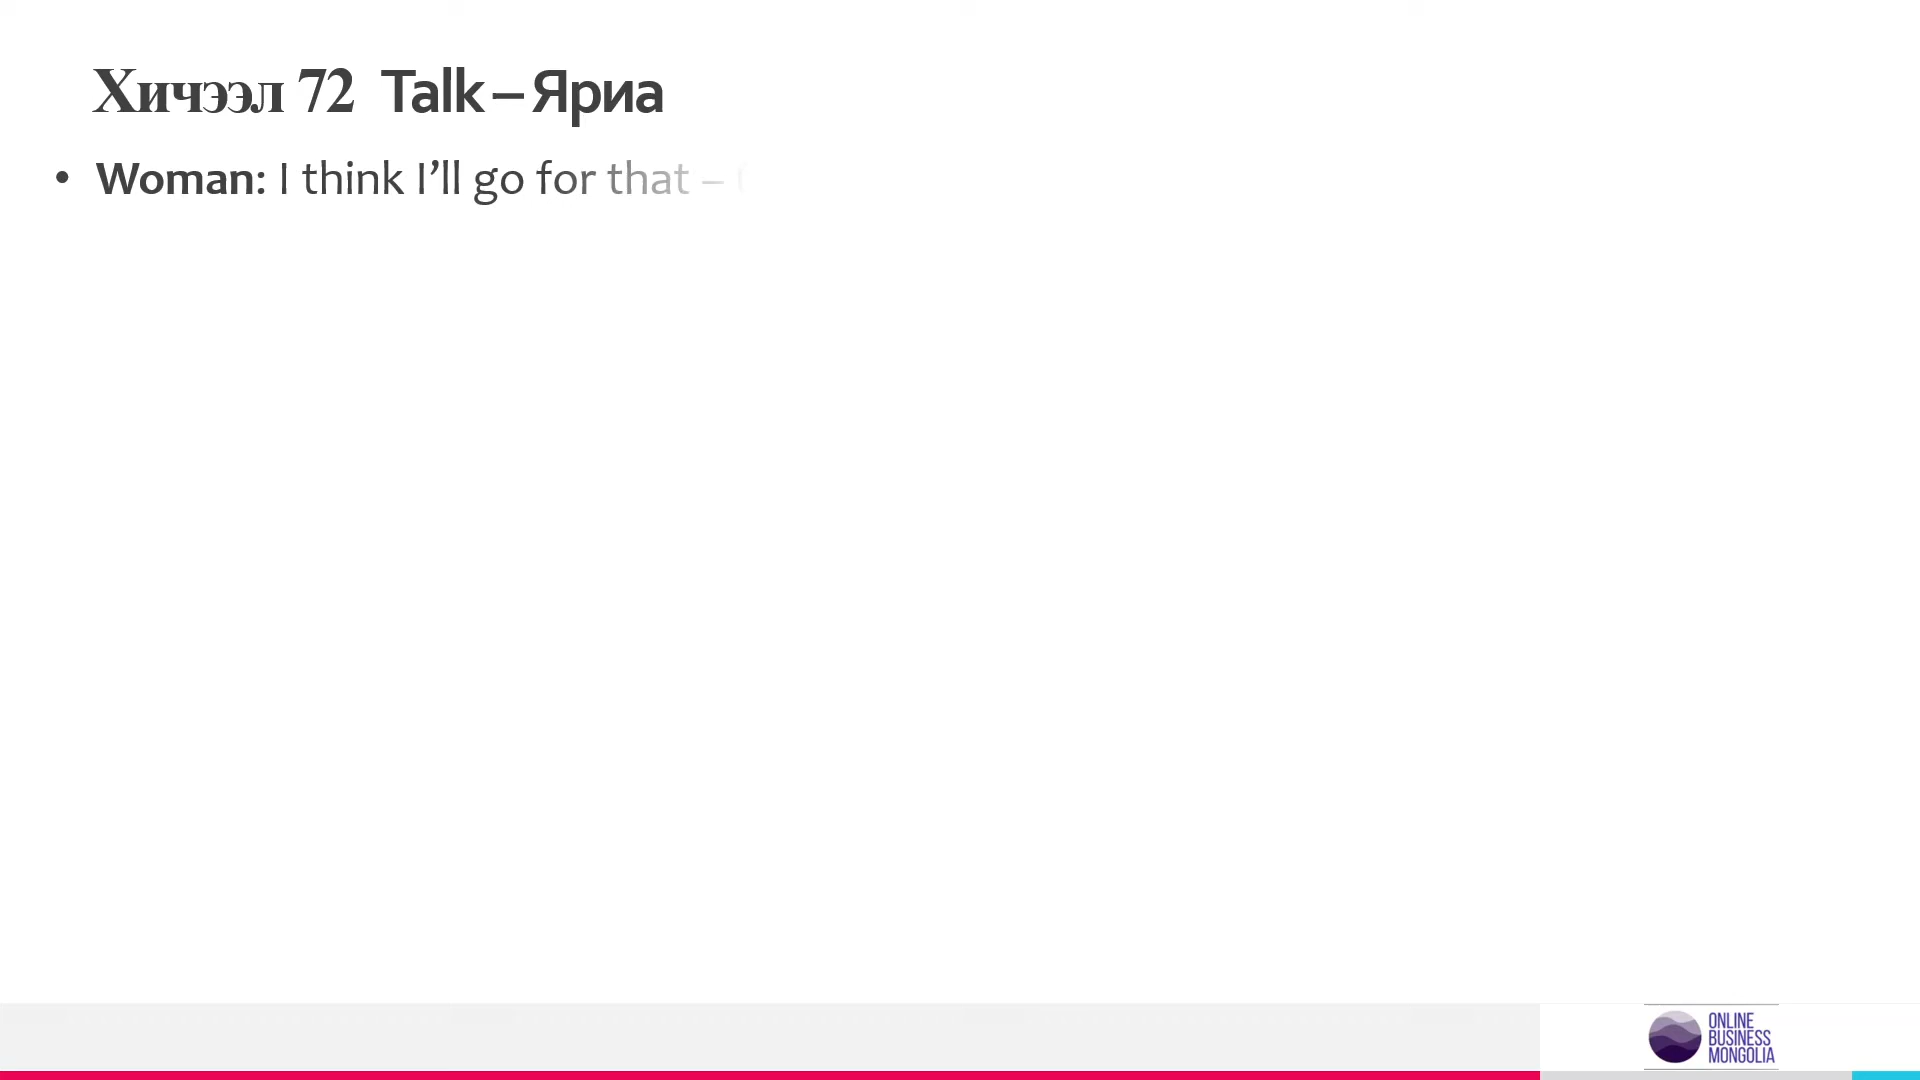 Хичээл 72 Talk – Яриа
• Woman: I think I’ll go for that –
ONLINE
BUSINESS
MONGOLIA